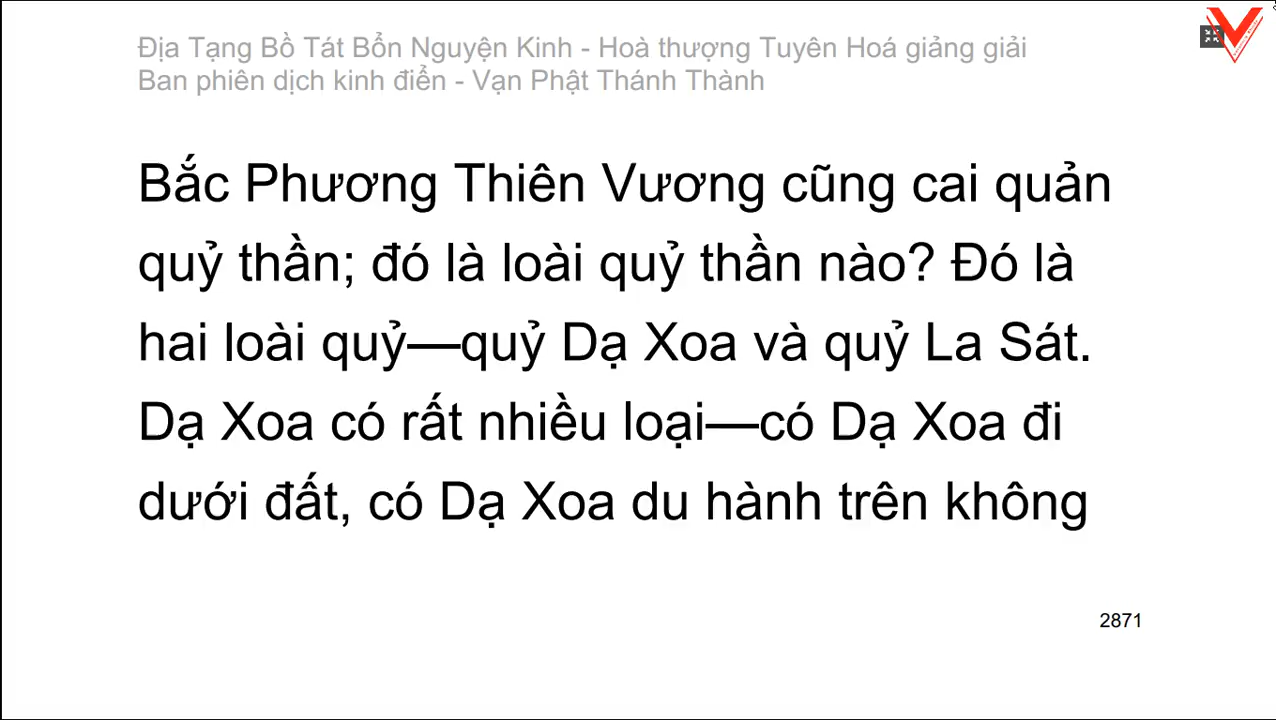 Địa Tạng Bồ Tát Bổn Nguyện Kinh - Hoà thượng Tuyên Hoá giảng giải
Ban phiên dịch kinh điển - Vạn Phật Thánh Thành
Bắc Phương Thiên Vương cũng cai quản
quỷ thần; đó là loài quỷ thần nào? Đó là
hai loài quỷ—quỷ Dạ Xoa và quỷ La Sát.
Dạ Xoa có rất nhiều loại—có Dạ Xoa đi
dưới đất, có Dạ Xoa du hành trên không
2871